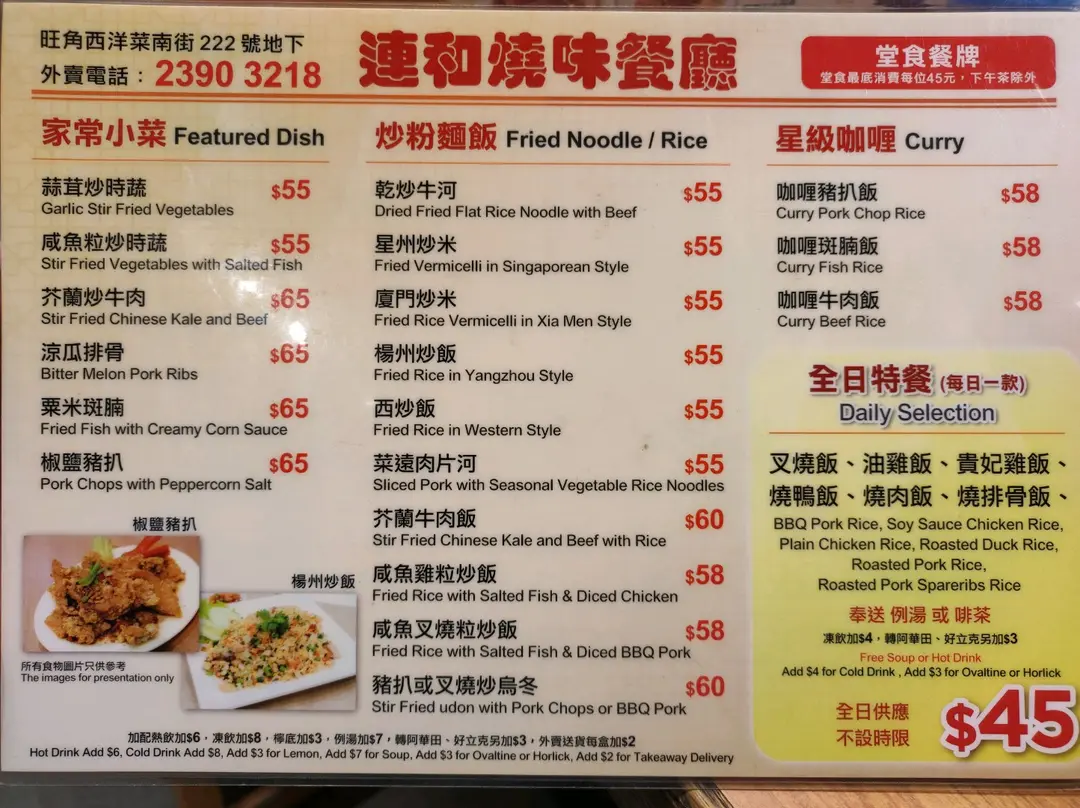 旺角西洋菜南街 222 號地下
外賣電話：2390 3218
連和燒味餐廳
堂食餐牌
堂食最底消費每位45元，下午茶除外
家常小菜 Featured Dish
蒜茸炒時蔬 $55
Garlic Stir Fried Vegetables
咸魚粒炒時蔬 $55
Stir Fried Vegetables with Salted Fish
芥蘭炒牛肉 $65
Stir Fried Chinese Kale and Beef
涼瓜排骨 $65
Bitter Melon Pork Ribs
粟米斑腩 $65
Fried Fish with Creamy Corn Sauce
椒鹽豬扒 $65
Pork Chops with Peppercorn Salt
椒鹽豬扒
楊州炒飯
所有食物圖片只供參考
The images for presentation only
炒粉麵飯 Fried Noodle / Rice
乾炒牛河 $55
Dried Fried Flat Rice Noodle with Beef
星州炒米 $55
Fried Vermicelli in Singaporean Style
廈門炒米 $55
Fried Rice Vermicelli in Xia Men Style
楊州炒飯 $55
Fried Rice in Yangzhou Style
西炒飯 $55
Fried Rice in Western Style
菜遠肉片河 $55
Sliced Pork with Seasonal Vegetable Rice Noodles
芥蘭牛肉飯 $60
Stir Fried Chinese Kale and Beef with Rice
咸魚雞粒炒飯 $58
Fried Rice with Salted Fish & Diced Chicken
咸魚叉燒粒炒飯 $58
Fried Rice with Salted Fish & Diced BBQ Pork
豬扒或叉燒炒烏冬 $60
Stir Fried udon with Pork Chops or BBQ Pork
星級咖喱 Curry
咖喱豬扒飯 $58
Curry Pork Chop Rice
咖喱斑腩飯 $58
Curry Fish Rice
咖喱牛肉飯 $58
Curry Beef Rice
全日特餐 (每日一款)
Daily Selection
叉燒飯、油雞飯、貴妃雞飯、
燒鴨飯、燒肉飯、燒排骨飯、
BBQ Pork Rice, Soy Sauce Chicken Rice,
Plain Chicken Rice, Roasted Duck Rice,
Roasted Pork Rice,
Roasted Pork Spareribs Rice
奉送 例湯 或 啡茶
凍飲加$4，轉阿華田、好立克另加$3
Free Soup or Hot Drink
Add $4 for Cold Drink , Add $3 for Ovaltine or Horlick
全日供應
不設時限
$45
加配熱飲加$6，凍飲加$8，檸底加$3，例湯加$7，轉阿華田、好立克另加$3，外賣送貨每盒加$2
Hot Drink Add $6, Cold Drink Add $8, Add $3 for Lemon, Add $7 for Soup, Add $3 for Ovaltine or Horlick, Add $2 for Takeaway Delivery